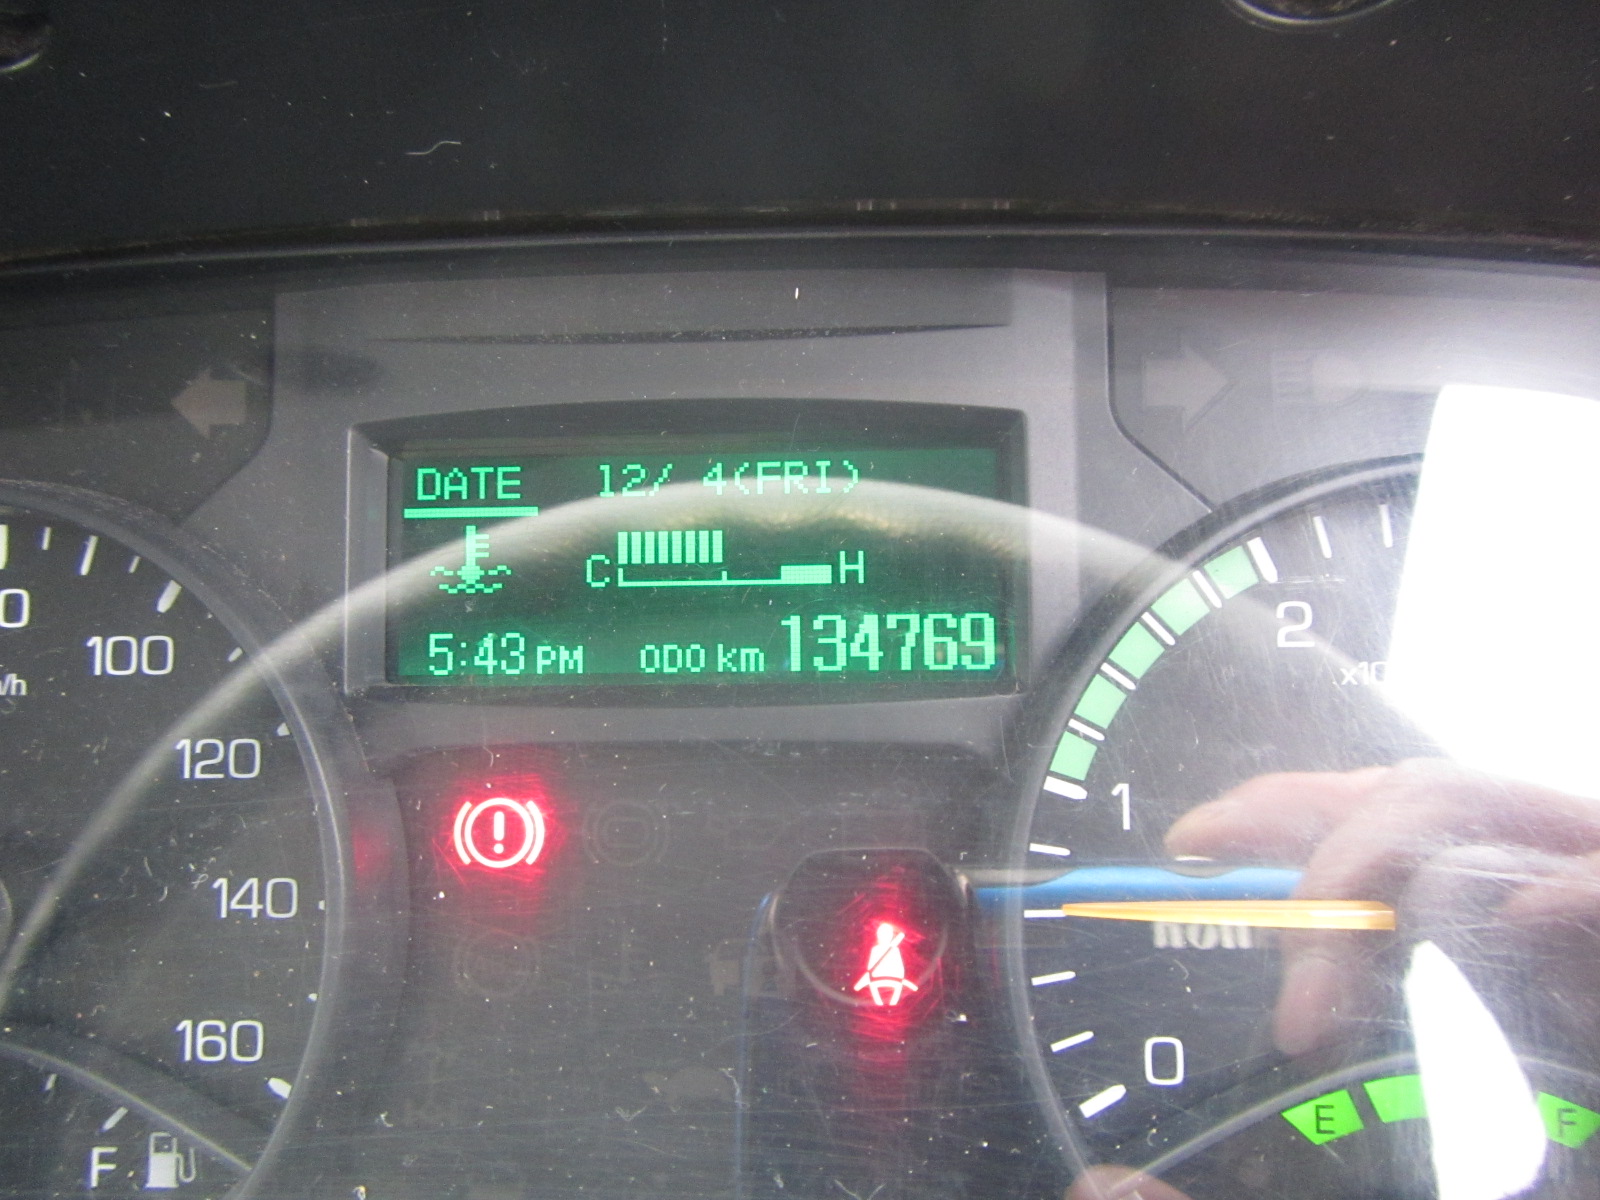 DATE 12/ 4(FRI)
C H
5:43 PM ODO km 134769
100
120
140
160
F
2
1
0
E F